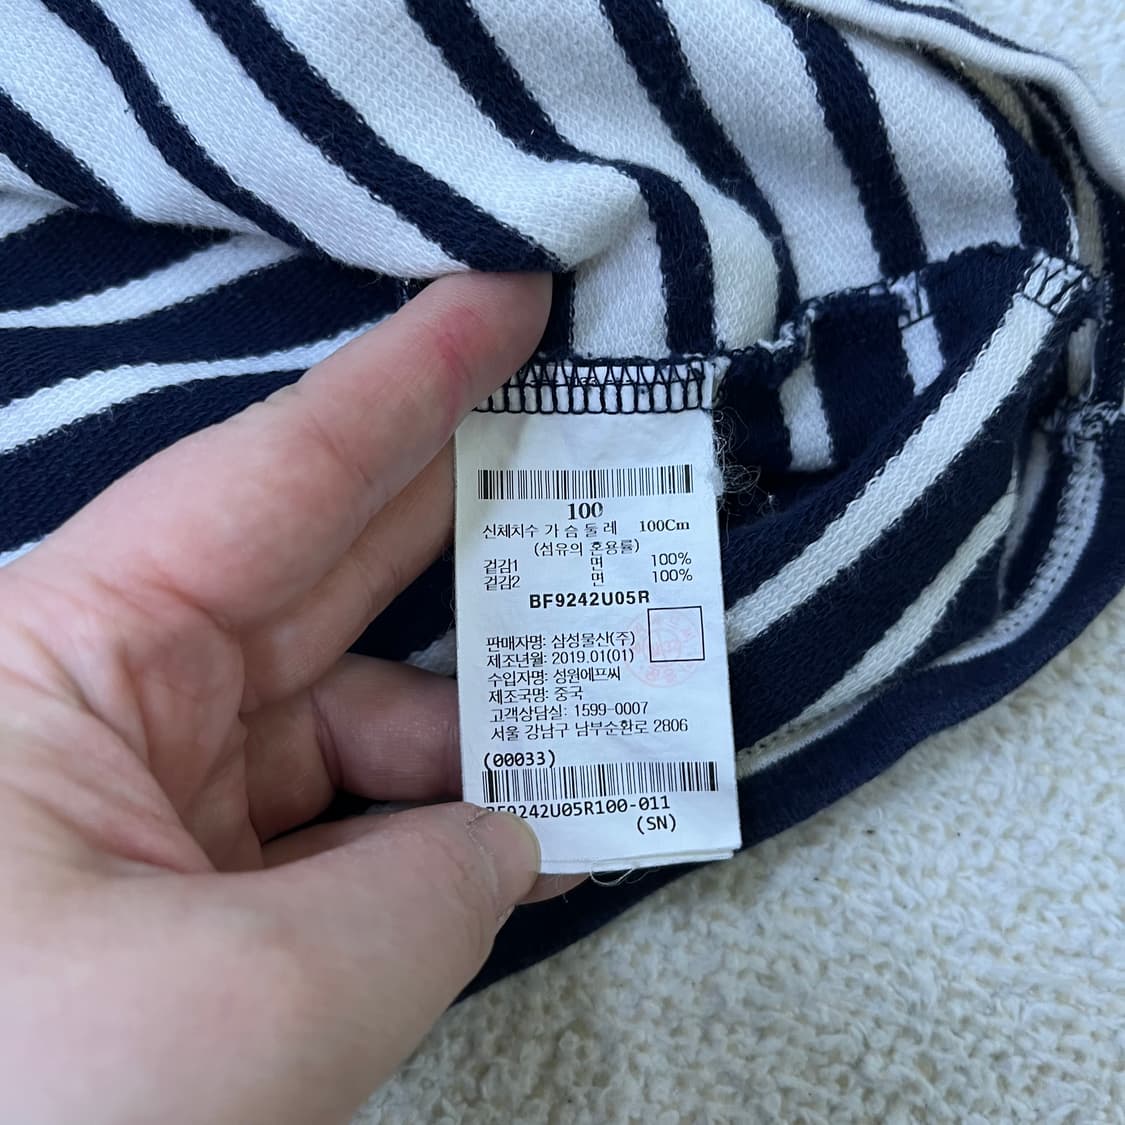 100
신체치수 가 슴 둘 레 100Cm
(섬유의 혼용률)
겉감1 면 100%
겉감2 면 100%
BF9242U05R
판매자명: 삼성물산(주)
제조년월: 2019.01(01)
수입자명: 성원에프씨
제조국명: 중국
고객상담실: 1599-0007
서울 강남구 남부순환로 2806
(00033)
BF9242U05R100-011
(SN)